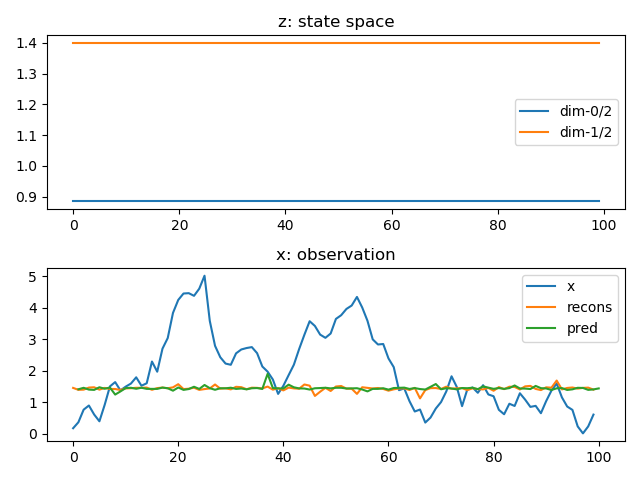 z: state space
1.4
1.3
1.2
1.1
1.0
0.9
dim-0/2
dim-1/2
0 20 40 60 80 100
x: observation
5
4
3
2
1
0
x
recons
pred
0 20 40 60 80 100